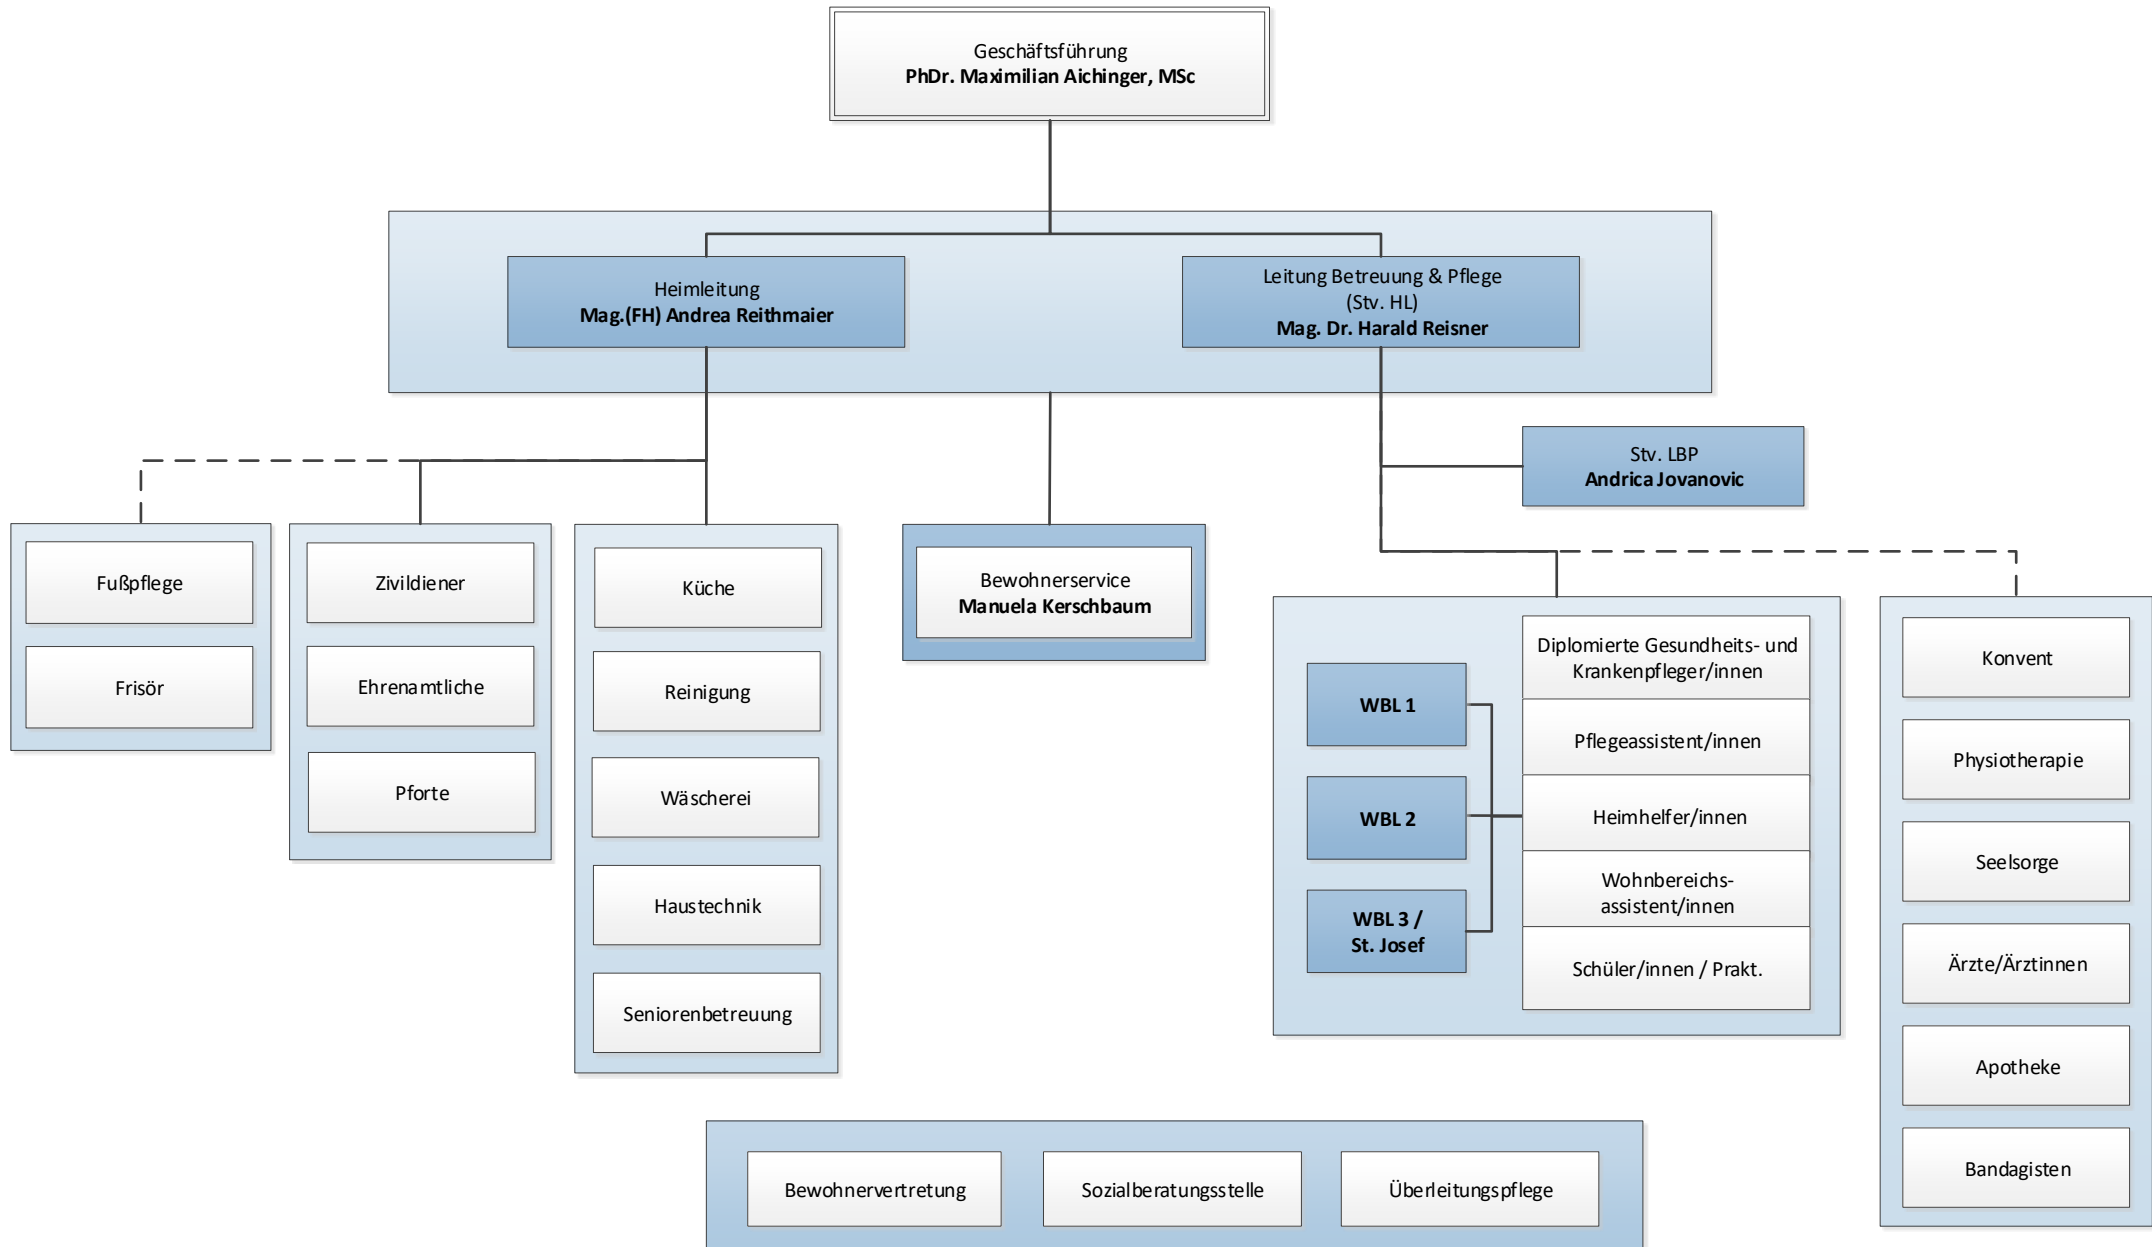 Geschäftsführung
PhDr. Maximilian Aichinger, MSc
Heimleitung
Mag.(FH) Andrea Reithmaier
Leitung Betreuung & Pflege
(Stv. HL)
Mag. Dr. Harald Reisner
Stv. LBP
Andrica Jovanovic
Fußpflege
Frisör
Zivildiener
Ehrenamtliche
Pforte
Küche
Reinigung
Wäscherei
Haustechnik
Seniorenbetreuung
Bewohnerservice
Manuela Kerschbaum
WBL 1
WBL 2
WBL 3 /
St. Josef
Diplomierte Gesundheits- und
Krankenpfleger/innen
Pflegeassistent/innen
Heimhelfer/innen
Wohnbereichs-
assistent/innen
Schüler/innen / Prakt.
Konvent
Physiotherapie
Seelsorge
Ärzte/Ärztinnen
Apotheke
Bandagisten
Bewohnervertretung
Sozialberatungsstelle
Überleitungspflege